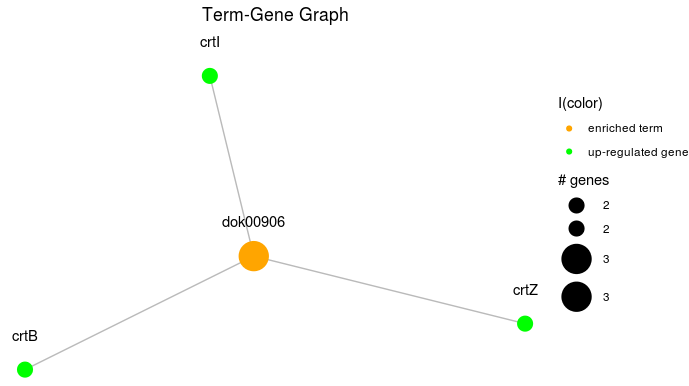 Term-Gene Graph
crtI
dok00906
crtZ
crtB
I(color)
enriched term
up-regulated gene
# genes
2
2
3
3